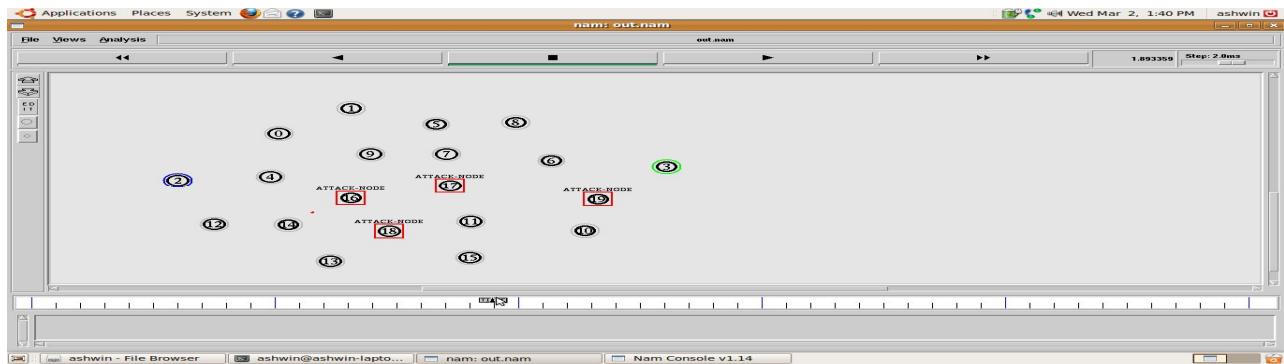 Applications Places System Wed Mar 2, 1:40 PM ashwin
nam: out.nam
File Views Analysis out.nam
1.893359 Step: 2.0ms
EDIT
1
5 8
0
9 7 6
3
4 2
ATTACK-NODE ATTACK-NODE ATTACK-NODE
16 17 19
12 14 ATTACK-NODE 11
18 10
13 15
ashwin - File Browser ashwin@ashwin-lapto... nam: out.nam Nam Console v1.14